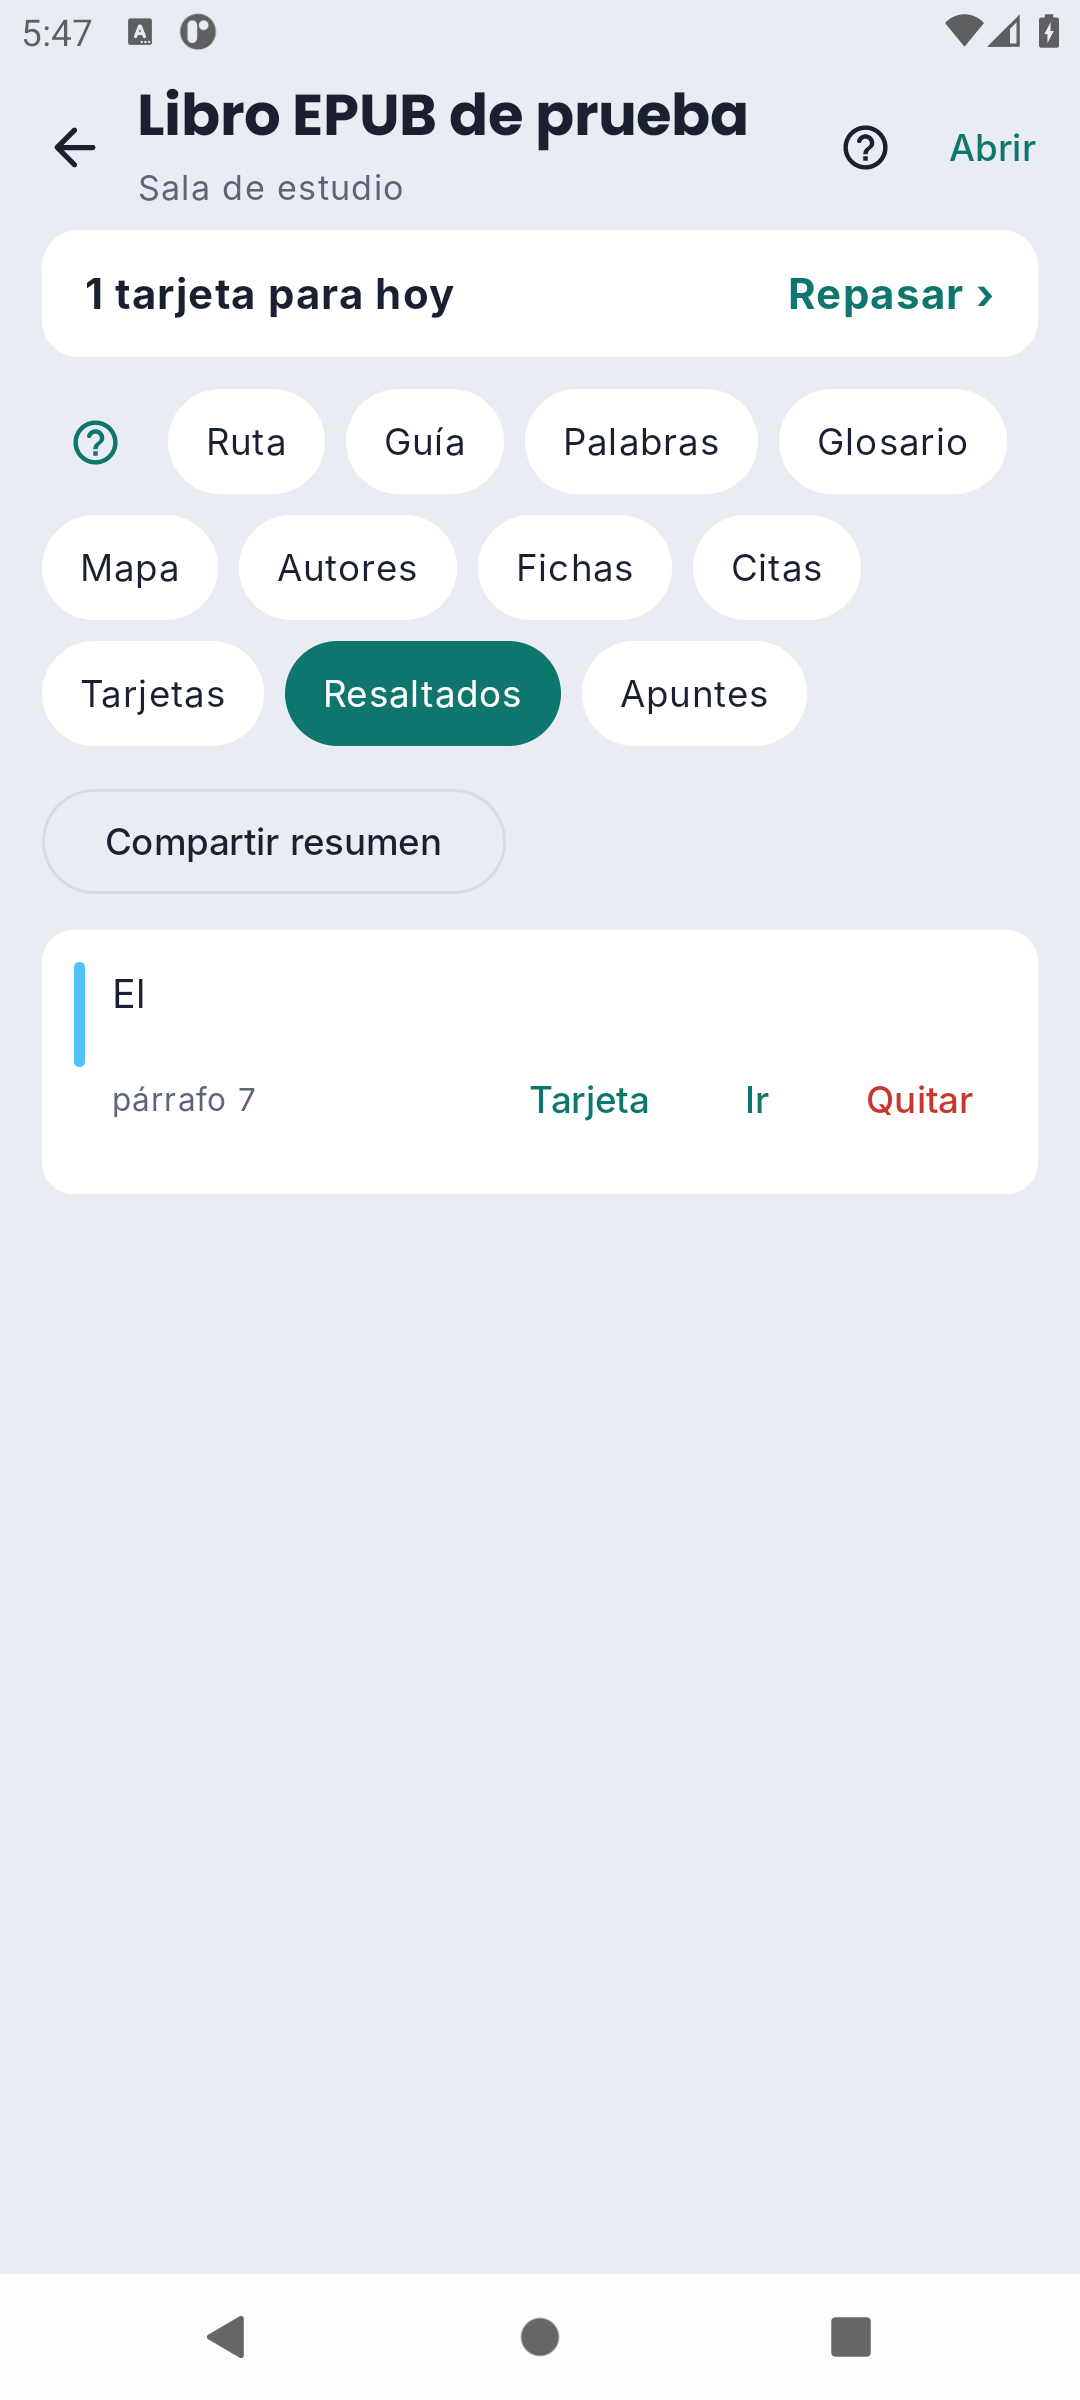 5:47
Libro EPUB de prueba
Sala de estudio
Abrir
1 tarjeta para hoy
Repasar ›
Ruta
Guía
Palabras
Glosario
Mapa
Autores
Fichas
Citas
Tarjetas
Resaltados
Apuntes
Compartir resumen
El
párrafo 7
Tarjeta
Ir
Quitar